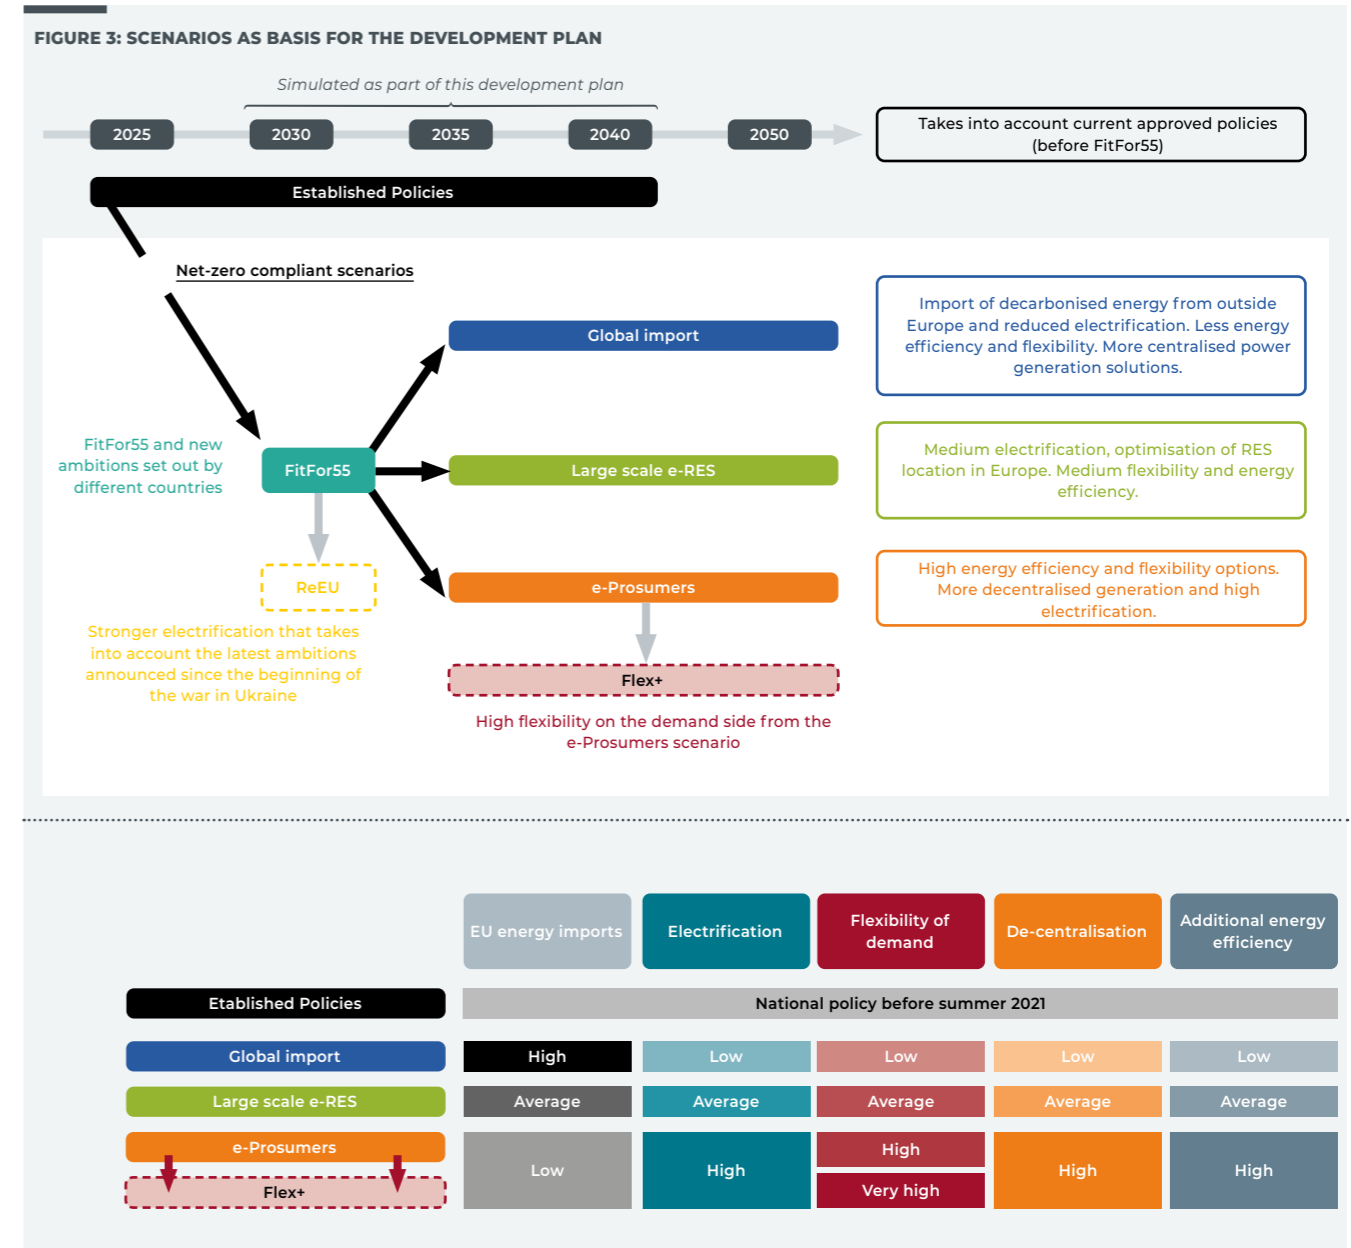 FIGURE 3: SCENARIOS AS BASIS FOR THE DEVELOPMENT PLAN
Simulated as part of this development plan
2025
2030
2035
2040
2050
Takes into account current approved policies
(before FitFor55)
Established Policies
Net-zero compliant scenarios
Global import
Import of decarbonised energy from outside
Europe and reduced electrification. Less energy
efficiency and flexibility. More centralised power
generation solutions.
FitFor55 and new
ambitions set out by
different countries
FitFor55
Large scale e-RES
Medium electrification, optimisation of RES
location in Europe. Medium flexibility and energy
efficiency.
ReEU
Stronger electrification that takes
into account the latest ambitions
announced since the beginning of
the war in Ukraine
e-Prosumers
High energy efficiency and flexibility options.
More decentralised generation and high
electrification.
Flex+
High flexibility on the demand side from the
e-Prosumers scenario
EU energy imports
Electrification
Flexibility of
demand
De-centralisation
Additional energy
efficiency
Etablished Policies
National policy before summer 2021
Global import
High
Low
Low
Low
Low
Large scale e-RES
Average
Average
Average
Average
Average
e-Prosumers
Flex+
Low
High
High
Very high
High
High